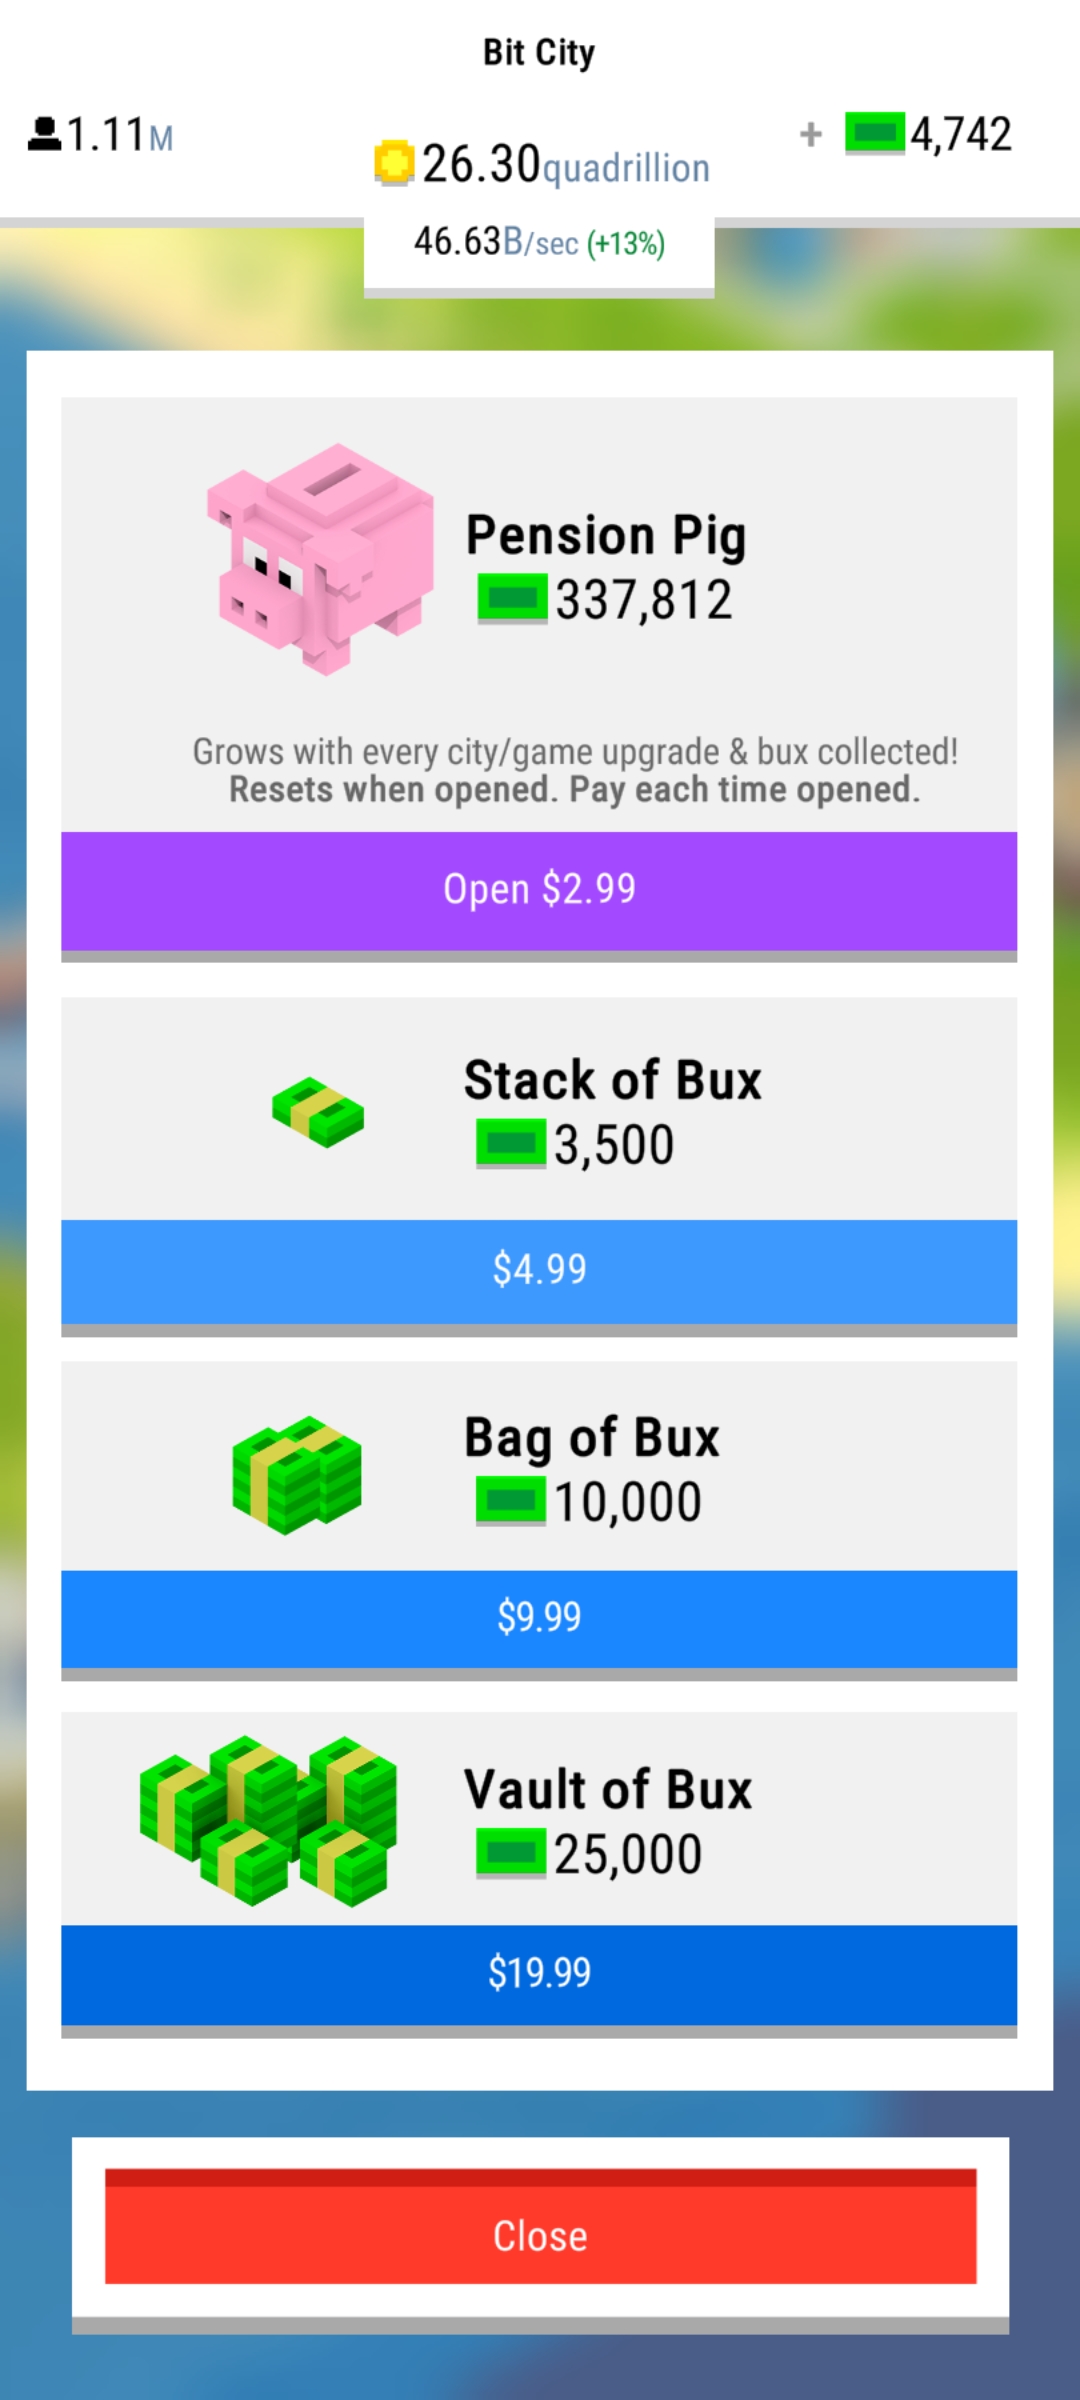 Bit City
1.11M
26.30quadrillion
+ 4,742
46.63B/sec (+13%)
Pension Pig
337,812
Grows with every city/game upgrade & bux collected!
Resets when opened. Pay each time opened.
Open $2.99
Stack of Bux
3,500
$4.99
Bag of Bux
10,000
$9.99
Vault of Bux
25,000
$19.99
Close